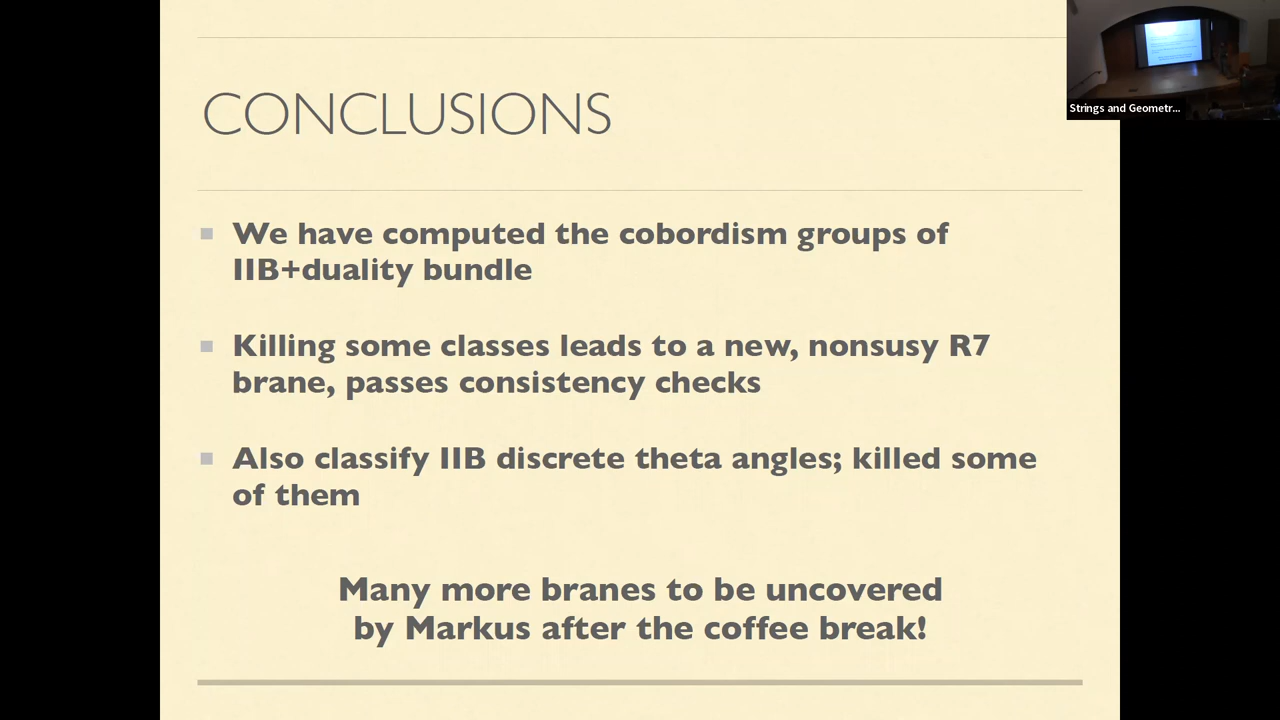 Strings and Geometr...
CONCLUSIONS
We have computed the cobordism groups of
IIB+duality bundle
Killing some classes leads to a new, nonsusy R7
brane, passes consistency checks
Also classify IIB discrete theta angles; killed some
of them
Many more branes to be uncovered
by Markus after the coffee break!